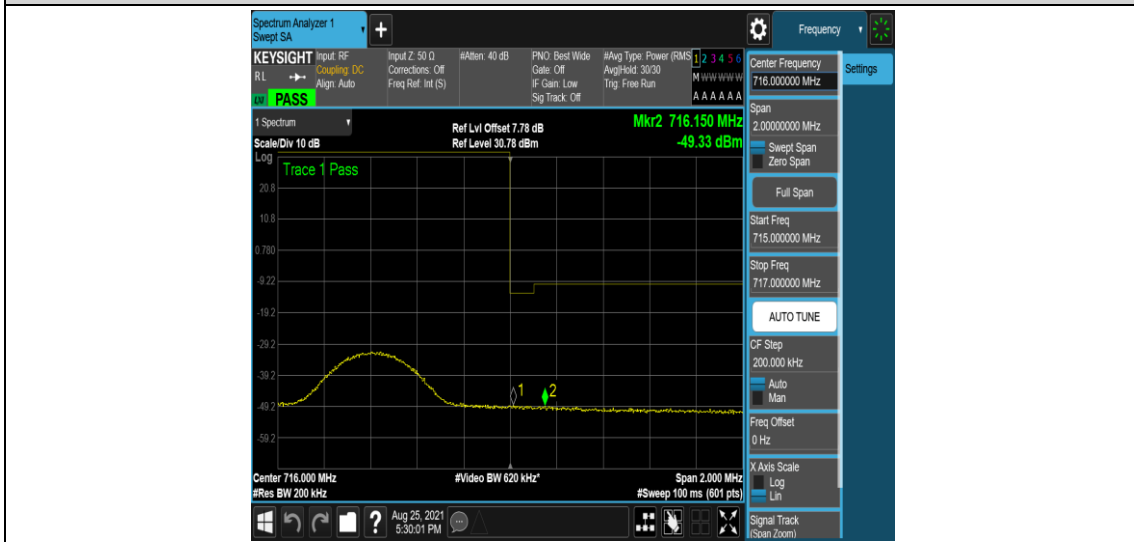 Spectrum Analyzer 1
Swept SA
+
Frequency
KEYSIGHT
RL
LXI PASS
Input: RF
Coupling: DC
Align: Auto
Input Z: 50 Ω
Corrections: Off
Freq Ref: Int (S)
#Atten: 40 dB
PNO: Best Wide
Gate: Off
IF Gain: Low
Sig Track: Off
#Avg Type: Power (RMS
Avg|Hold: 30/30
Trig: Free Run
1 2 3 4 5 6
M W W W W W
A A A A A A
1 Spectrum
Scale/Div 10 dB
Ref Lvl Offset 7.78 dB
Ref Level 30.78 dBm
Mkr2 716.150 MHz
-49.33 dBm
Log
Trace 1 Pass
20.8
10.8
0.780
-9.22
-19.2
-29.2
-39.2
-49.2
-59.2
1
2
Center 716.000 MHz
#Res BW 200 kHz
#Video BW 620 kHz*
Span 2.000 MHz
#Sweep 100 ms (601 pts)
Center Frequency
716.000000 MHz
Settings
Span
2.00000000 MHz
Swept Span
Zero Span
Full Span
Start Freq
715.000000 MHz
Stop Freq
717.000000 MHz
AUTO TUNE
CF Step
200.000 kHz
Auto
Man
Freq Offset
0 Hz
X Axis Scale
Log
Lin
Signal Track
(Span Zoom)
?
Aug 25, 2021
5:30:01 PM